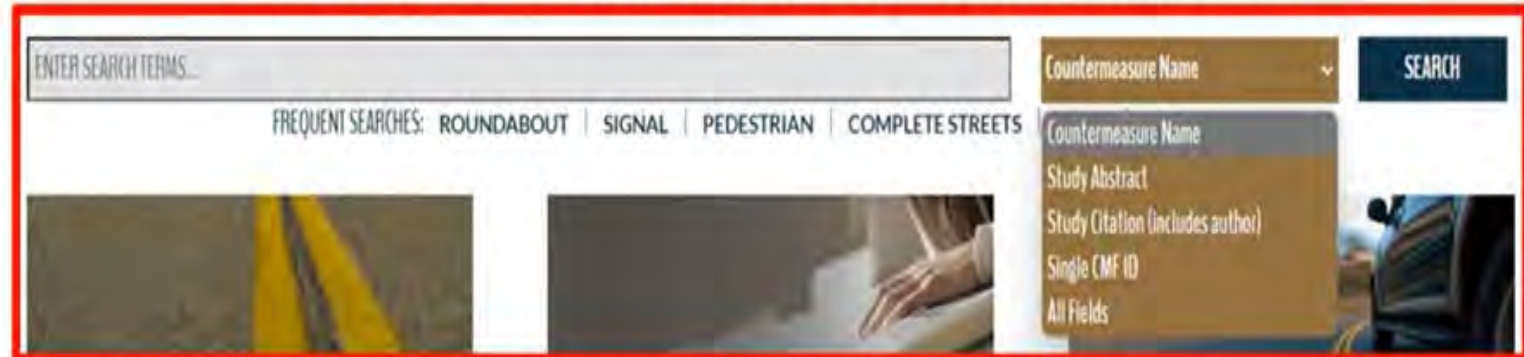 ENTER SEARCH TERMS...
Countermeasure Name
SEARCH
FREQUENT SEARCHES: ROUNDABOUT | SIGNAL | PEDESTRIAN | COMPLETE STREETS |
Countermeasure Name
Study Abstract
Study Citation (includes author)
Single CMF ID
All Fields